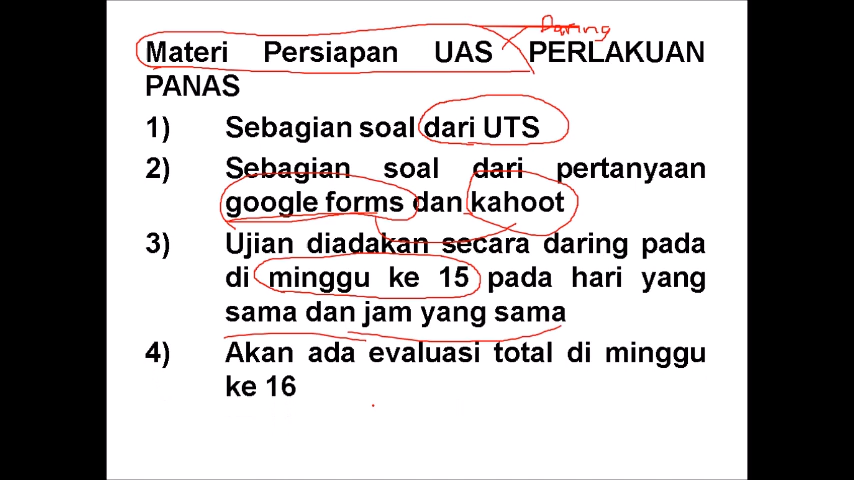 Daring
Materi Persiapan UAS PERLAKUAN
PANAS
1) Sebagian soal dari UTS
2) Sebagian soal dari pertanyaan
google forms dan kahoot
3) Ujian diadakan secara daring pada
di minggu ke 15 pada hari yang
sama dan jam yang sama
4) Akan ada evaluasi total di minggu
ke 16